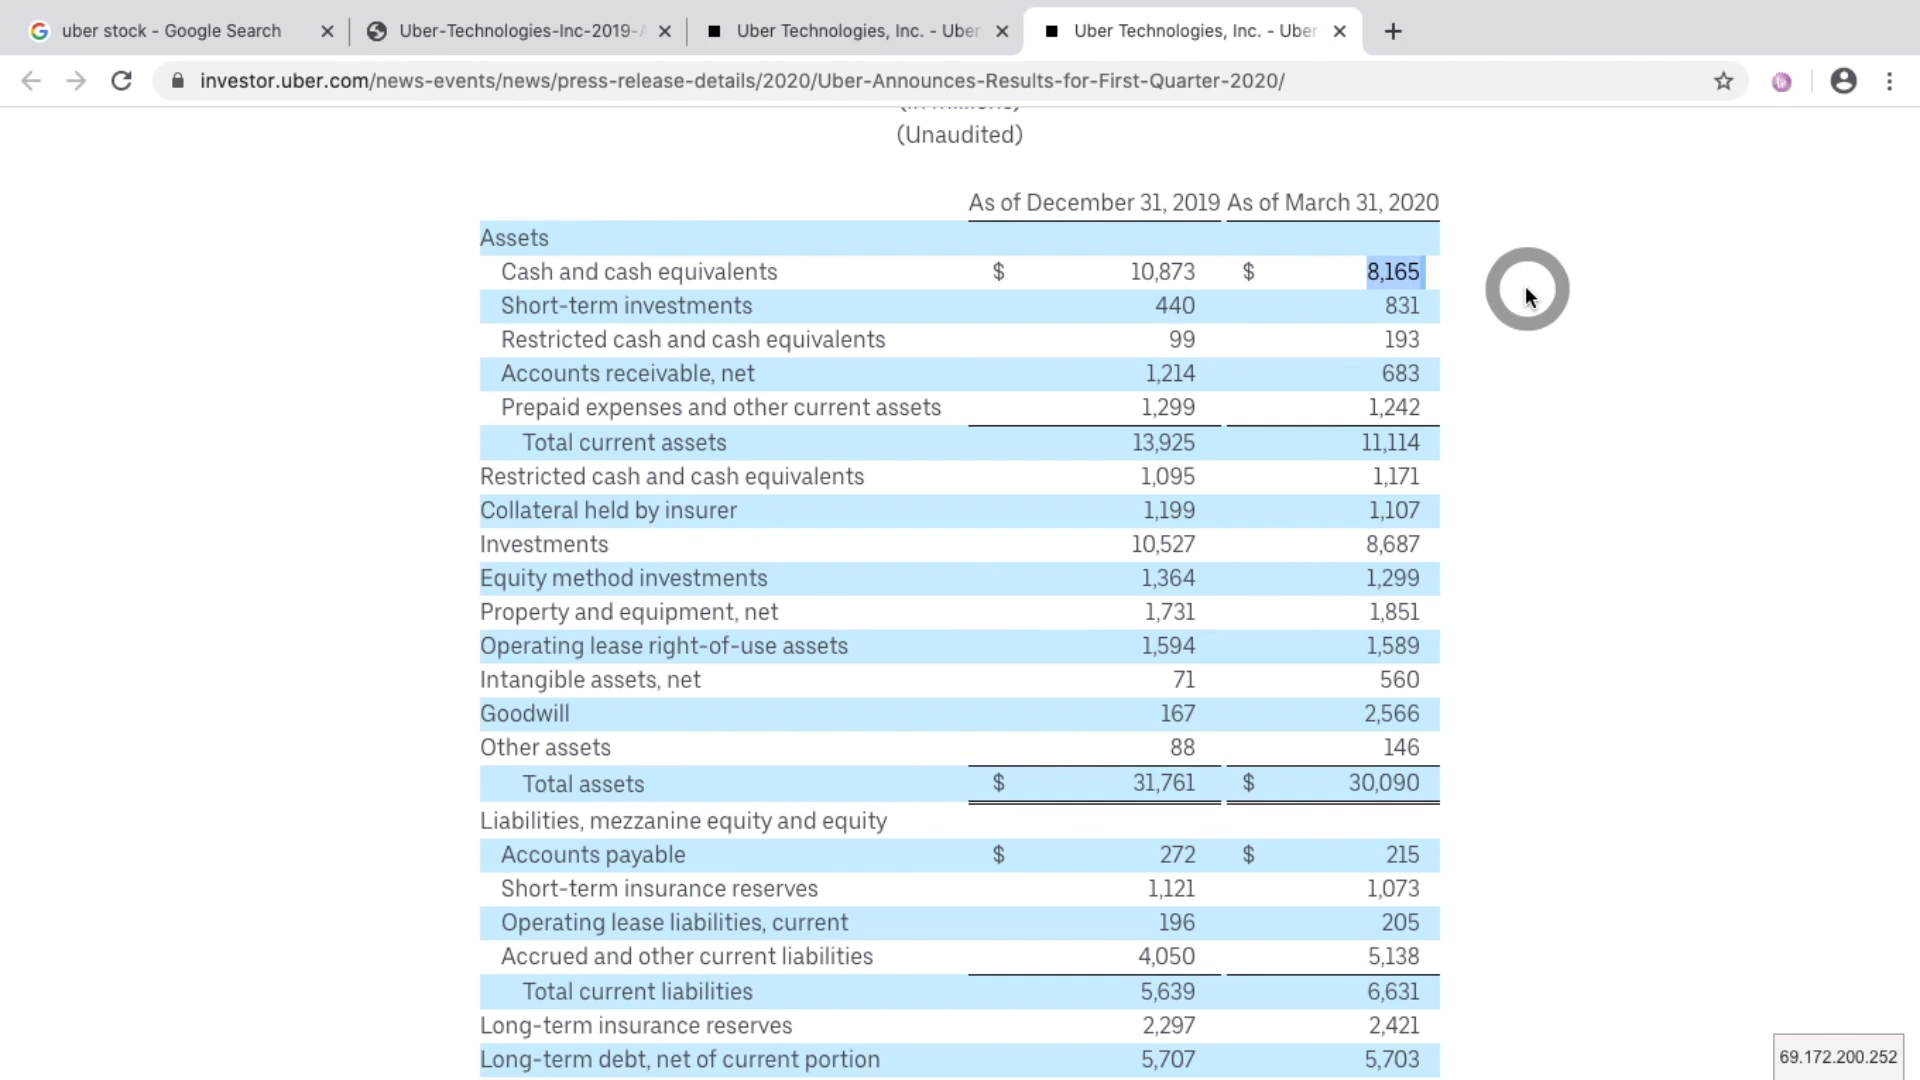 uber stock - Google Search
Uber-Technologies-Inc-2019-
Uber Technologies, Inc. - Uber
Uber Technologies, Inc. - Uber
investor.uber.com/news-events/news/press-release-details/2020/Uber-Announces-Results-for-First-Quarter-2020/
(Unaudited)
As of December 31, 2019 As of March 31, 2020
Assets
Cash and cash equivalents $ 10,873 $ 8,165
Short-term investments 440 831
Restricted cash and cash equivalents 99 193
Accounts receivable, net 1,214 683
Prepaid expenses and other current assets 1,299 1,242
Total current assets 13,925 11,114
Restricted cash and cash equivalents 1,095 1,171
Collateral held by insurer 1,199 1,107
Investments 10,527 8,687
Equity method investments 1,364 1,299
Property and equipment, net 1,731 1,851
Operating lease right-of-use assets 1,594 1,589
Intangible assets, net 71 560
Goodwill 167 2,566
Other assets 88 146
Total assets $ 31,761 $ 30,090
Liabilities, mezzanine equity and equity
Accounts payable $ 272 $ 215
Short-term insurance reserves 1,121 1,073
Operating lease liabilities, current 196 205
Accrued and other current liabilities 4,050 5,138
Total current liabilities 5,639 6,631
Long-term insurance reserves 2,297 2,421
Long-term debt, net of current portion 5,707 5,703
69.172.200.252